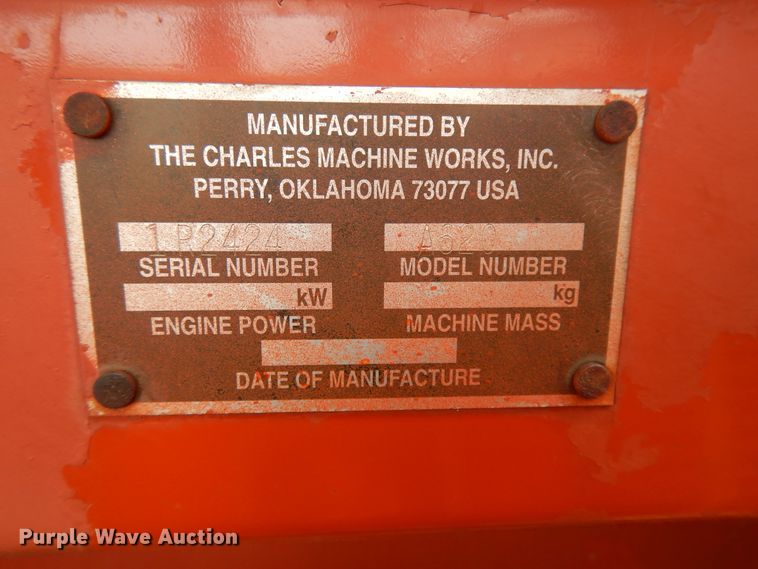 MANUFACTURED BY
THE CHARLES MACHINE WORKS, INC.
PERRY, OKLAHOMA 73077 USA
1P2424 A620
SERIAL NUMBER MODEL NUMBER
kW kg
ENGINE POWER MACHINE MASS
DATE OF MANUFACTURE
Purple Wave Auction